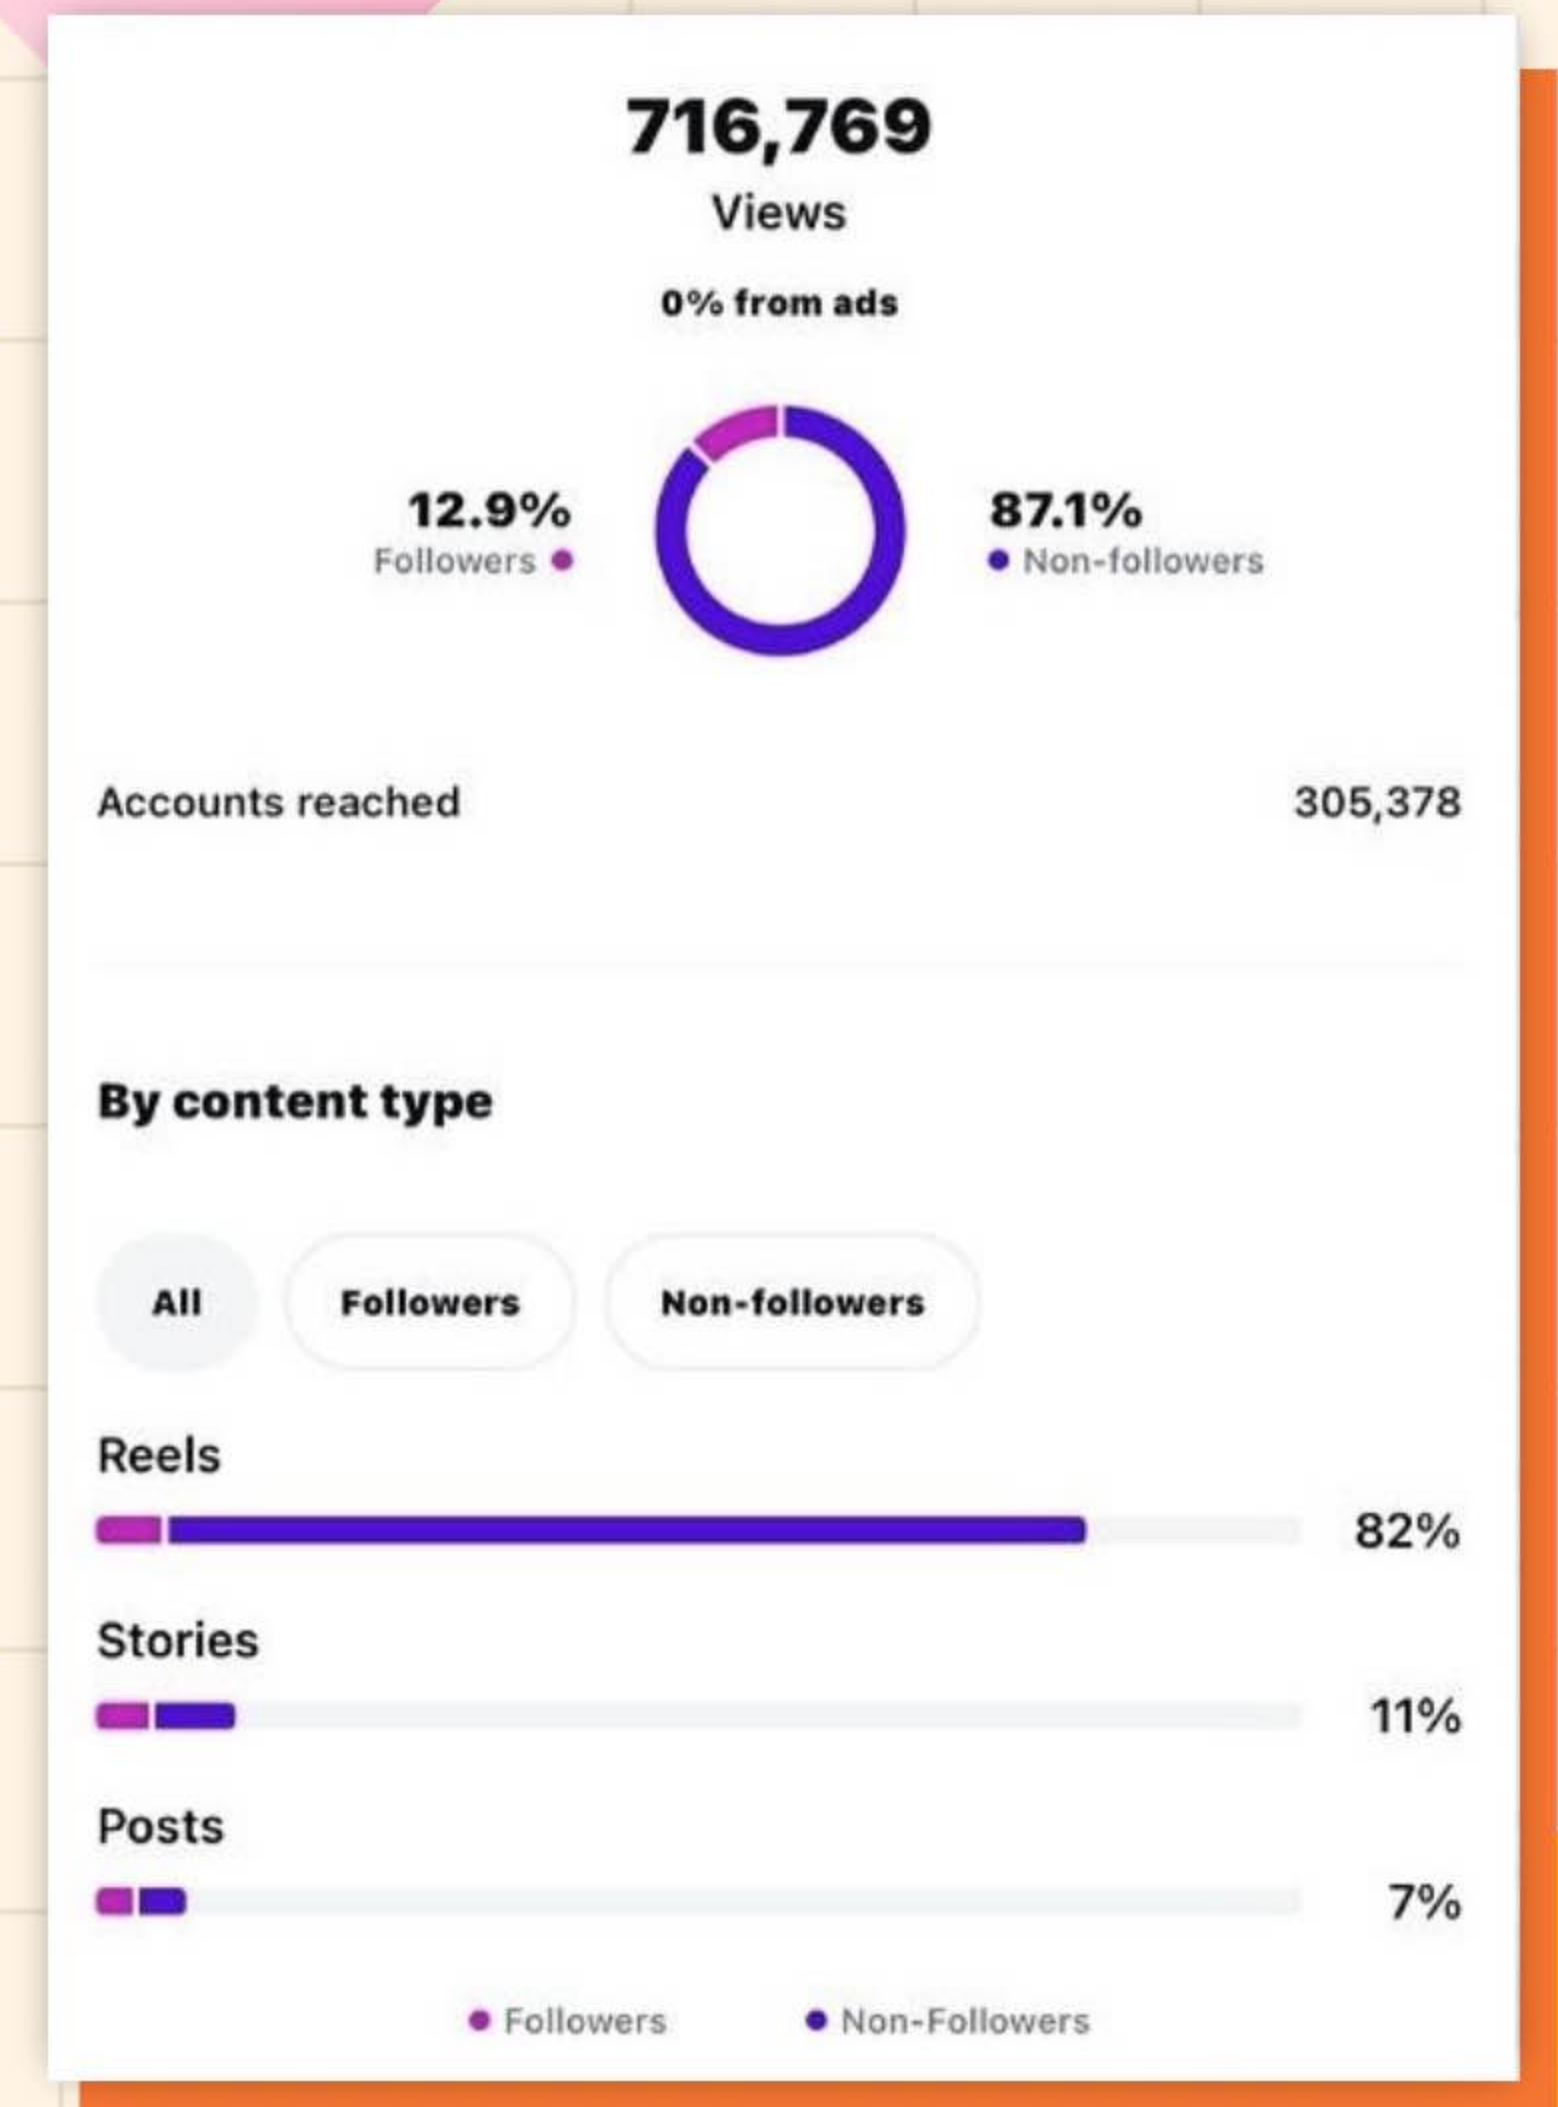 716,769
Views
0% from ads
12.9%
Followers
87.1%
Non-followers
Accounts reached 305,378
By content type
All Followers Non-followers
Reels
82%
Stories
11%
Posts
7%
Followers Non-Followers